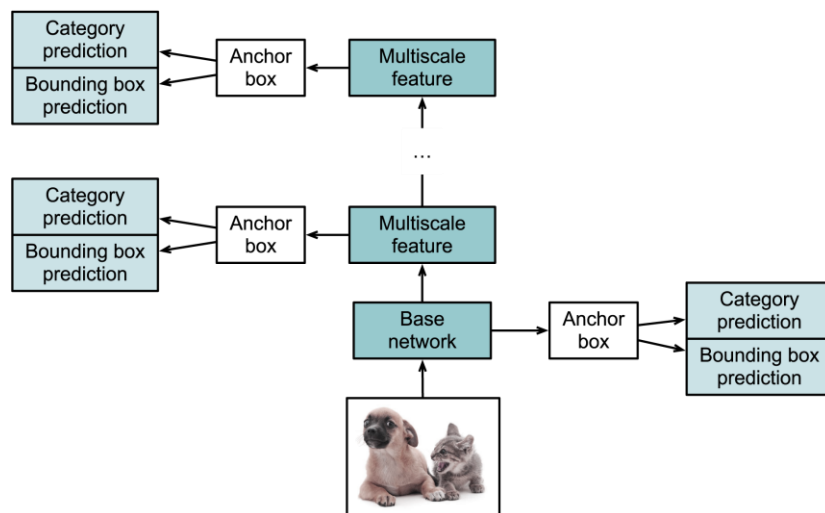 Category
prediction
Bounding box
prediction
Anchor
box
Multiscale
feature
...
Category
prediction
Bounding box
prediction
Anchor
box
Multiscale
feature
Base
network
Anchor
box
Category
prediction
Bounding box
prediction